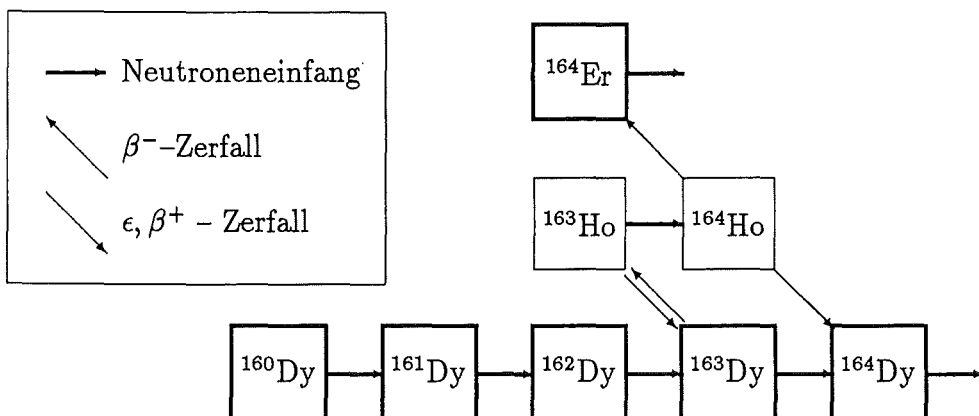 Neutroneneinfang
β⁻–Zerfall
ϵ, β⁺ – Zerfall
¹⁶⁴Er
¹⁶³Ho ¹⁶⁴Ho
¹⁶⁰Dy ¹⁶¹Dy ¹⁶²Dy ¹⁶³Dy ¹⁶⁴Dy